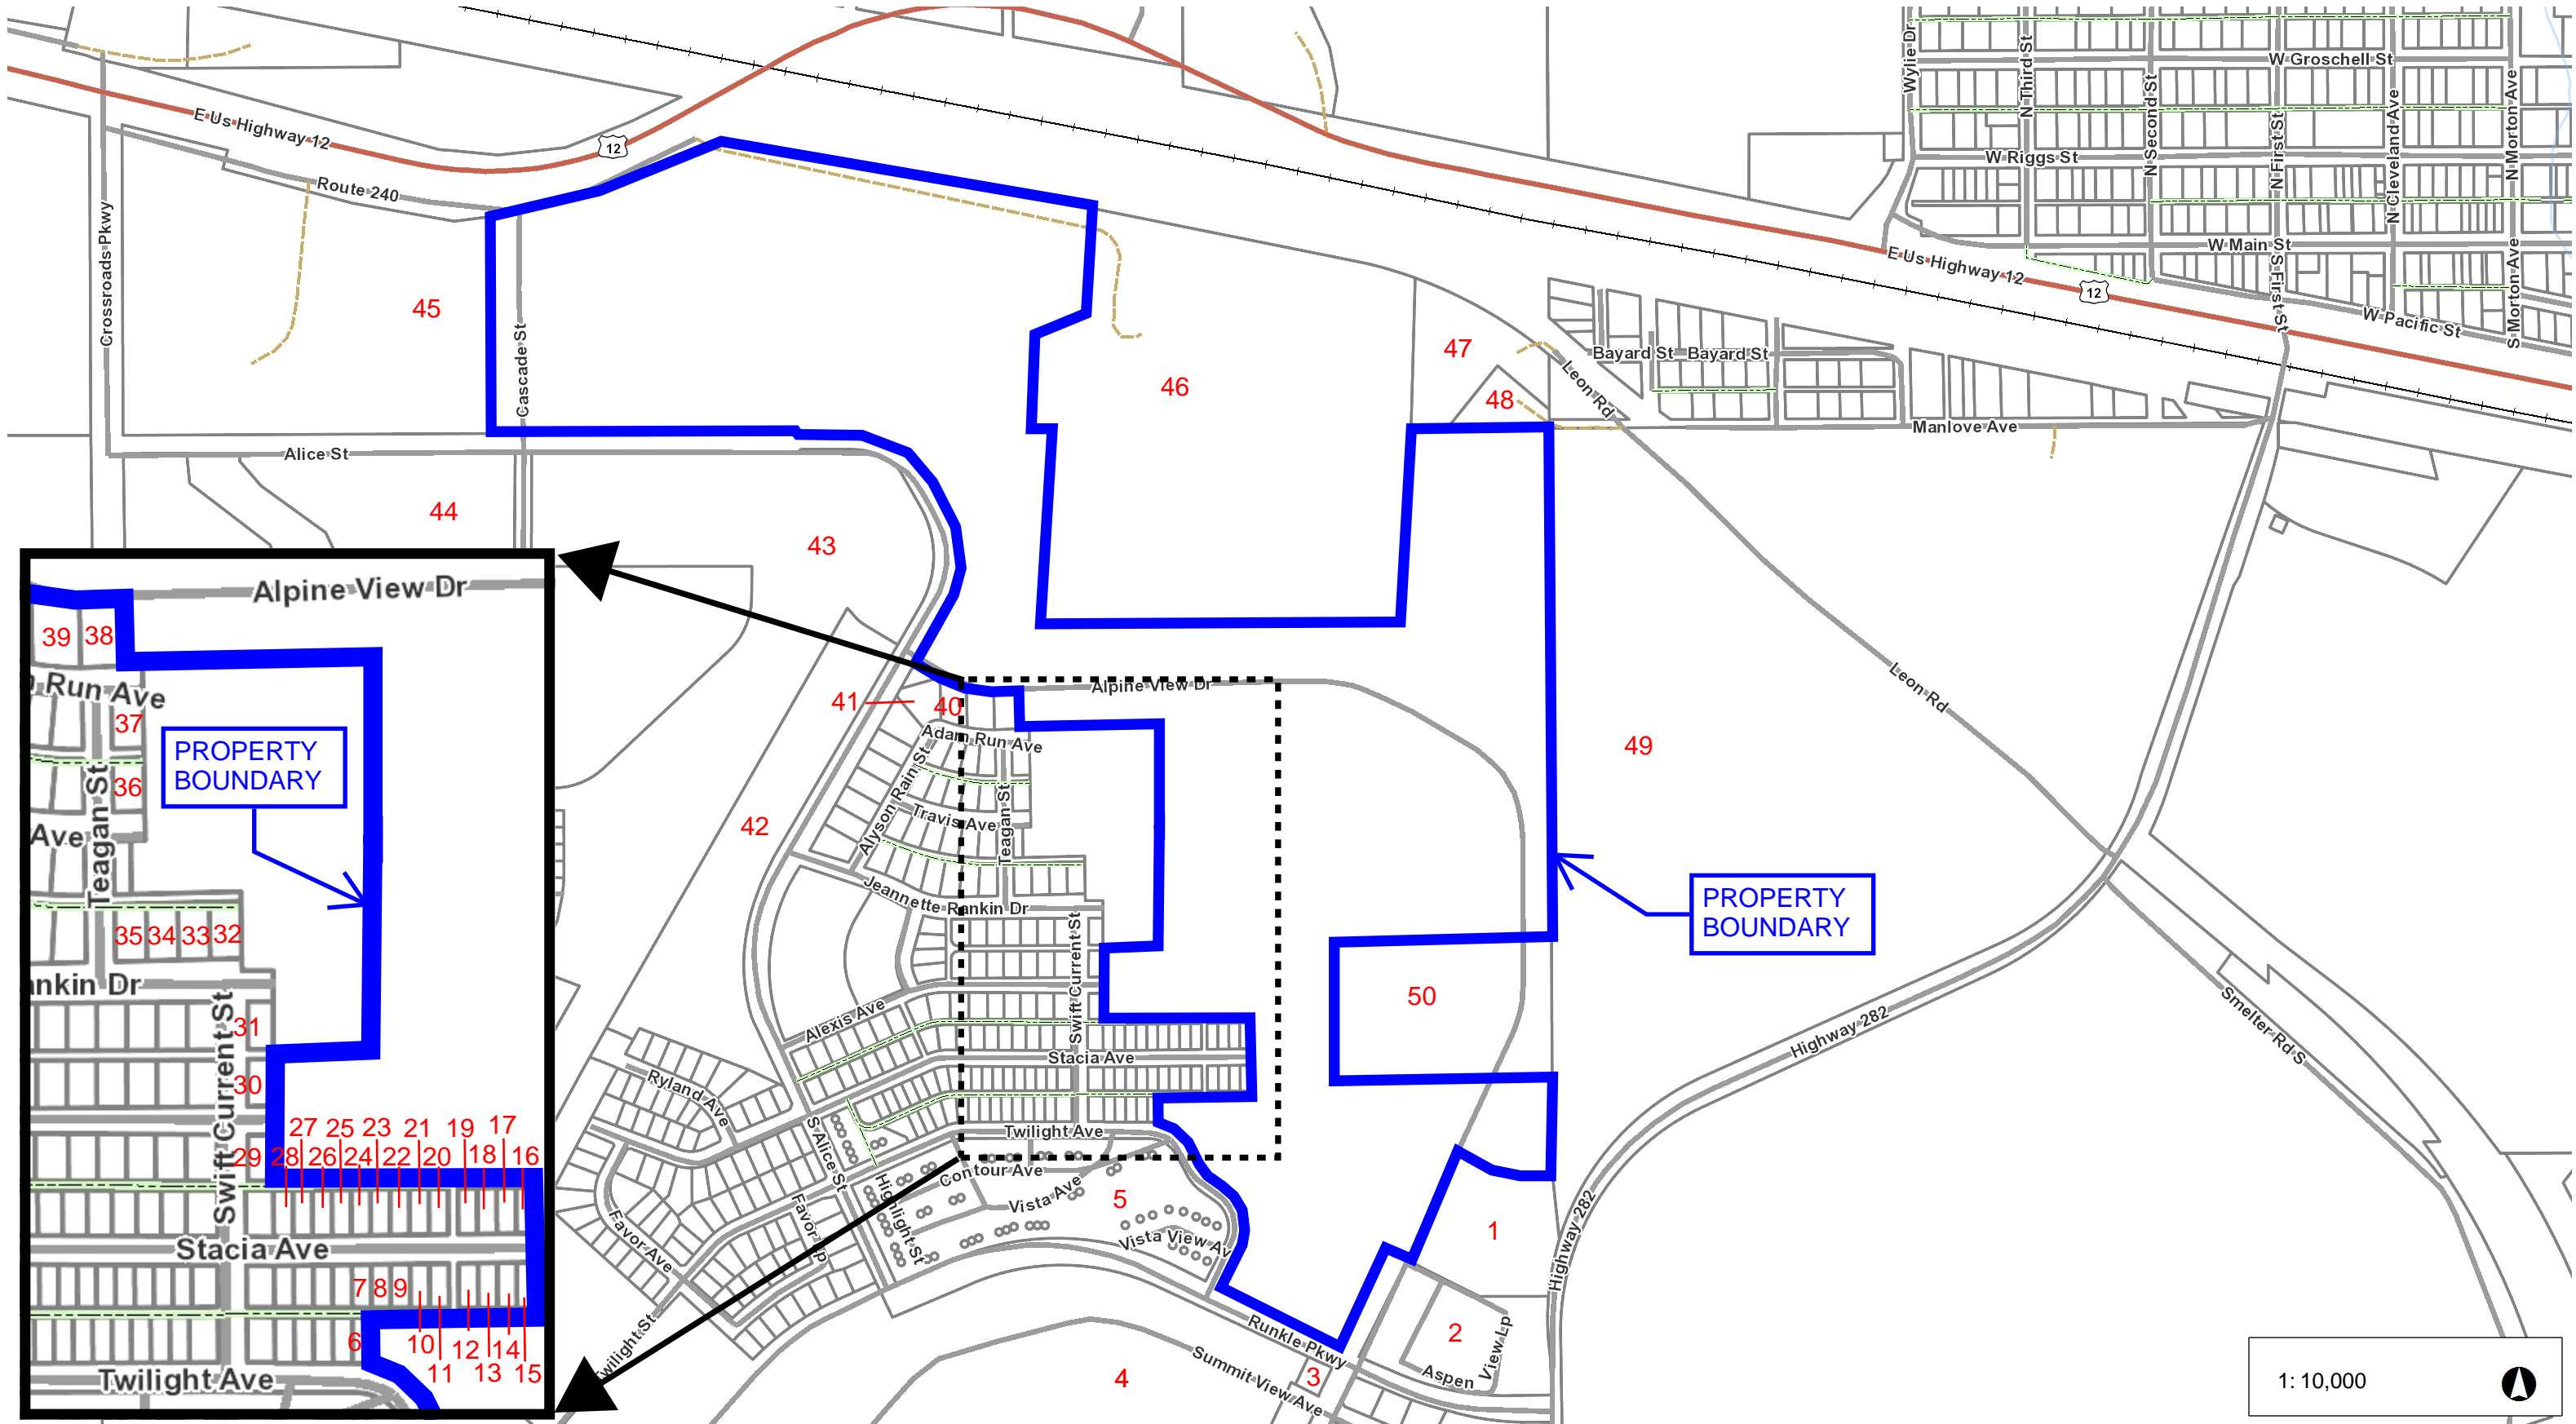 Wylie Dr
N Third St
N Second St
W Groschell St
N First St
N Cleveland Ave
N Morton Ave
W Riggs St
W Main St
E Us Highway 12
12
S First St
W Pacific St
S Morton Ave
E Us Highway 12
12
Route 240
Crossroads Pkwy
Cascade St
45
46
47
48
Bayard St
Bayard St
Leon Rd
Manlove Ave
Alice St
44
43
41
40
42
Alpine View Dr
Adam Run Ave
Alyson Rain St
Travis Ave
Teagan St
Jeannette Rankin Dr
Swift Current St
Alexis Ave
Stacia Ave
Twilight Ave
Contour Ave
Vista Ave
Vista View Av
Ryland Ave
S Alice St
Highlight St
Favor Lp
Favor Ave
Twilight St
49
50
PROPERTY
BOUNDARY
Leon Rd
Highway 282
Highway 282
Smelter Rd S
5
1
2
3
4
Runkle Pkwy
Summit View Ave
Aspen
View Lp
1: 10,000
Alpine View Dr
39
38
n Run Ave
37
PROPERTY
BOUNDARY
36
Teagan St
Ave
35
34
33
32
ankin Dr
Swift Current St
31
30
29
28
27
26
25
24
23
22
21
20
19
18
17
16
Stacia Ave
7
8
9
6
10
11
12
13
14
15
Twilight Ave